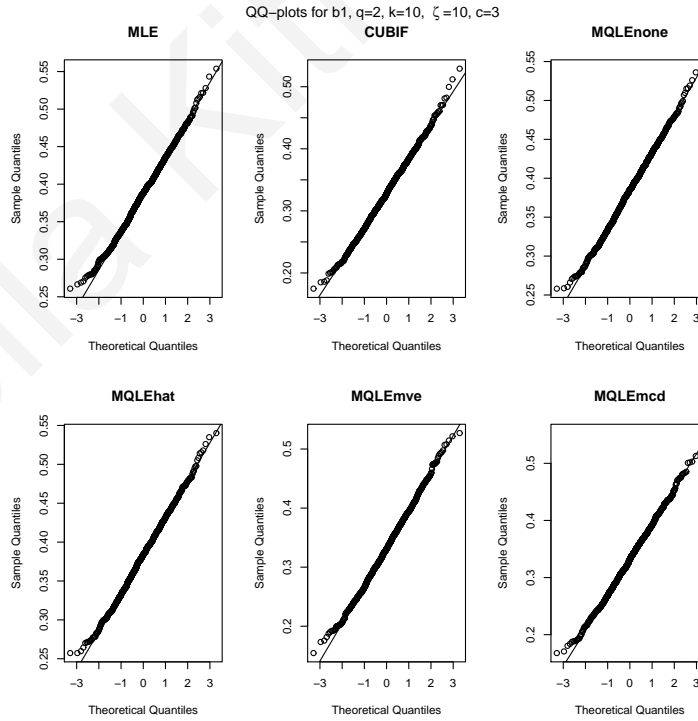 QQ−plots for b1, q=2, k=10, ζ=10, c=3
MLE
CUBIF
MQLEnone
Sample Quantiles
0.25 0.30 0.35 0.40 0.45 0.50 0.55
−3 −1 0 1 2 3
Theoretical Quantiles
Sample Quantiles
0.20 0.30 0.40 0.50
−3 −1 0 1 2 3
Theoretical Quantiles
Sample Quantiles
0.25 0.30 0.35 0.40 0.45 0.50 0.55
−3 −1 0 1 2 3
Theoretical Quantiles
MQLEhat
MQLEmve
MQLEmcd
Sample Quantiles
0.25 0.30 0.35 0.40 0.45 0.50 0.55
−3 −1 0 1 2 3
Theoretical Quantiles
Sample Quantiles
0.2 0.3 0.4 0.5
−3 −1 0 1 2 3
Theoretical Quantiles
Sample Quantiles
0.2 0.3 0.4 0.5
−3 −1 0 1 2 3
Theoretical Quantiles